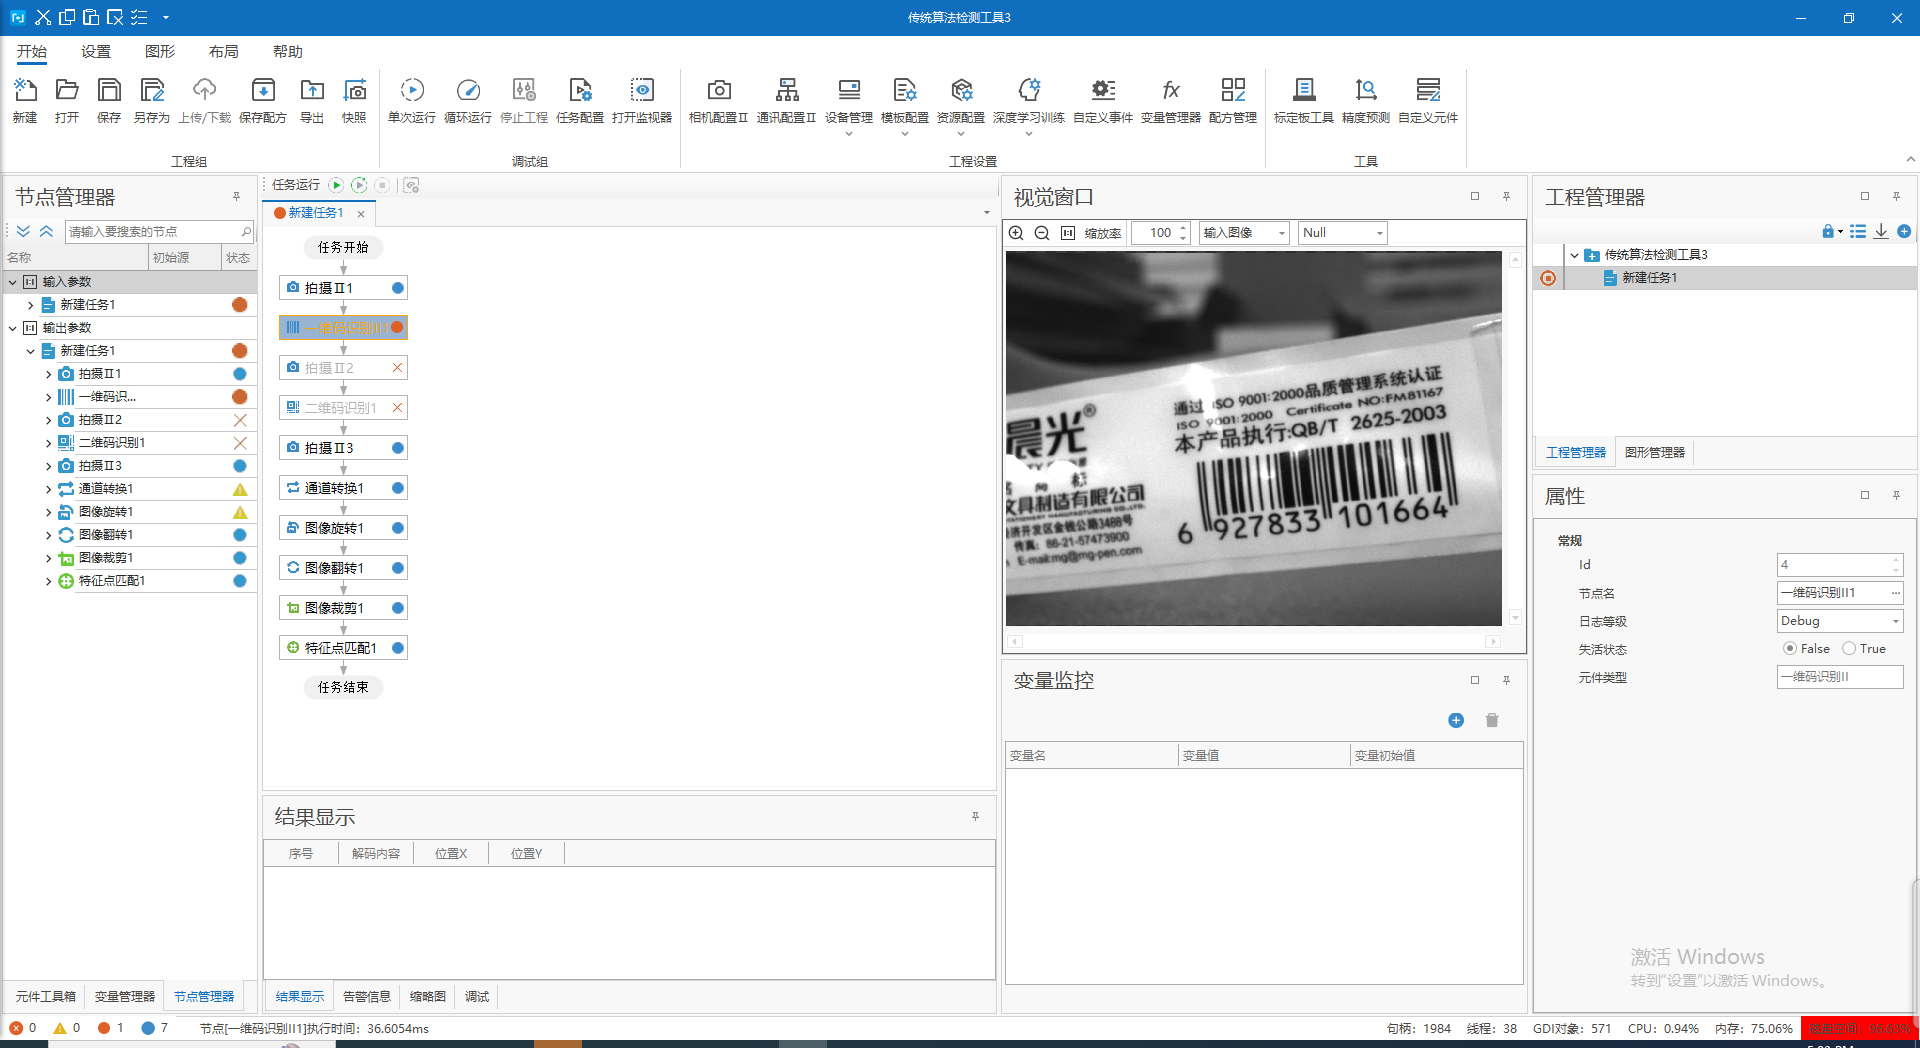 传统算法检测工具3
开始 设置 图形 布局 帮助
新建 打开 保存 另存为 上传/下载 保存配方 导出 快照 单次运行 循环运行 停止工程 任务配置 打开监视器 相机配置II 通讯配置II 设备管理 模板配置 资源配置 深度学习训练 自定义事件 变量管理器 配方管理 标定板工具 精度预测 自定义元件
工程组 调试组 工程设置 工具
节点管理器
请输入要搜索的节点
名称 初始源 状态
输入参数
新建任务1
输出参数
新建任务1
拍摄II1
一维码识...
拍摄II2
二维码识别1
拍摄II3
通道转换1
图像旋转1
图像翻转1
图像裁剪1
特征点匹配1
元件工具箱 变量管理器 节点管理器
任务运行
新建任务1
任务开始
拍摄II1
一维码识别II1
拍摄II2
二维码识别1
拍摄II3
通道转换1
图像旋转1
图像翻转1
图像裁剪1
特征点匹配1
任务结束
结果显示
序号 解码内容 位置X 位置Y
结果显示 告警信息 缩略图 调试
视觉窗口
缩放率 100 输入图像 Null
通过 ISO 9001:2000品质管理系统认证
ISO 9001:2000 Certificate NO:FM81167
本产品执行:QB/T 2625-2003
晨光®
标
文具制造有限公司
济开发区金钱公路3488号
传真: 86-21-57473900
E-mail:mg@mg-pen.com
6 927833 101664
变量监控
变量名 变量值 变量初始值
工程管理器
传统算法检测工具3
新建任务1
工程管理器 图形管理器
属性
常规
Id 4
节点名 一维码识别II1 ...
日志等级 Debug
失活状态 False True
元件类型 一维码识别II
激活 Windows
转到“设置”以激活 Windows。
0 0 1 7 节点[一维码识别II1]执行时间: 36.6054ms
句柄: 1984 线程: 38 GDI对象: 571 CPU: 0.94% 内存: 75.06%